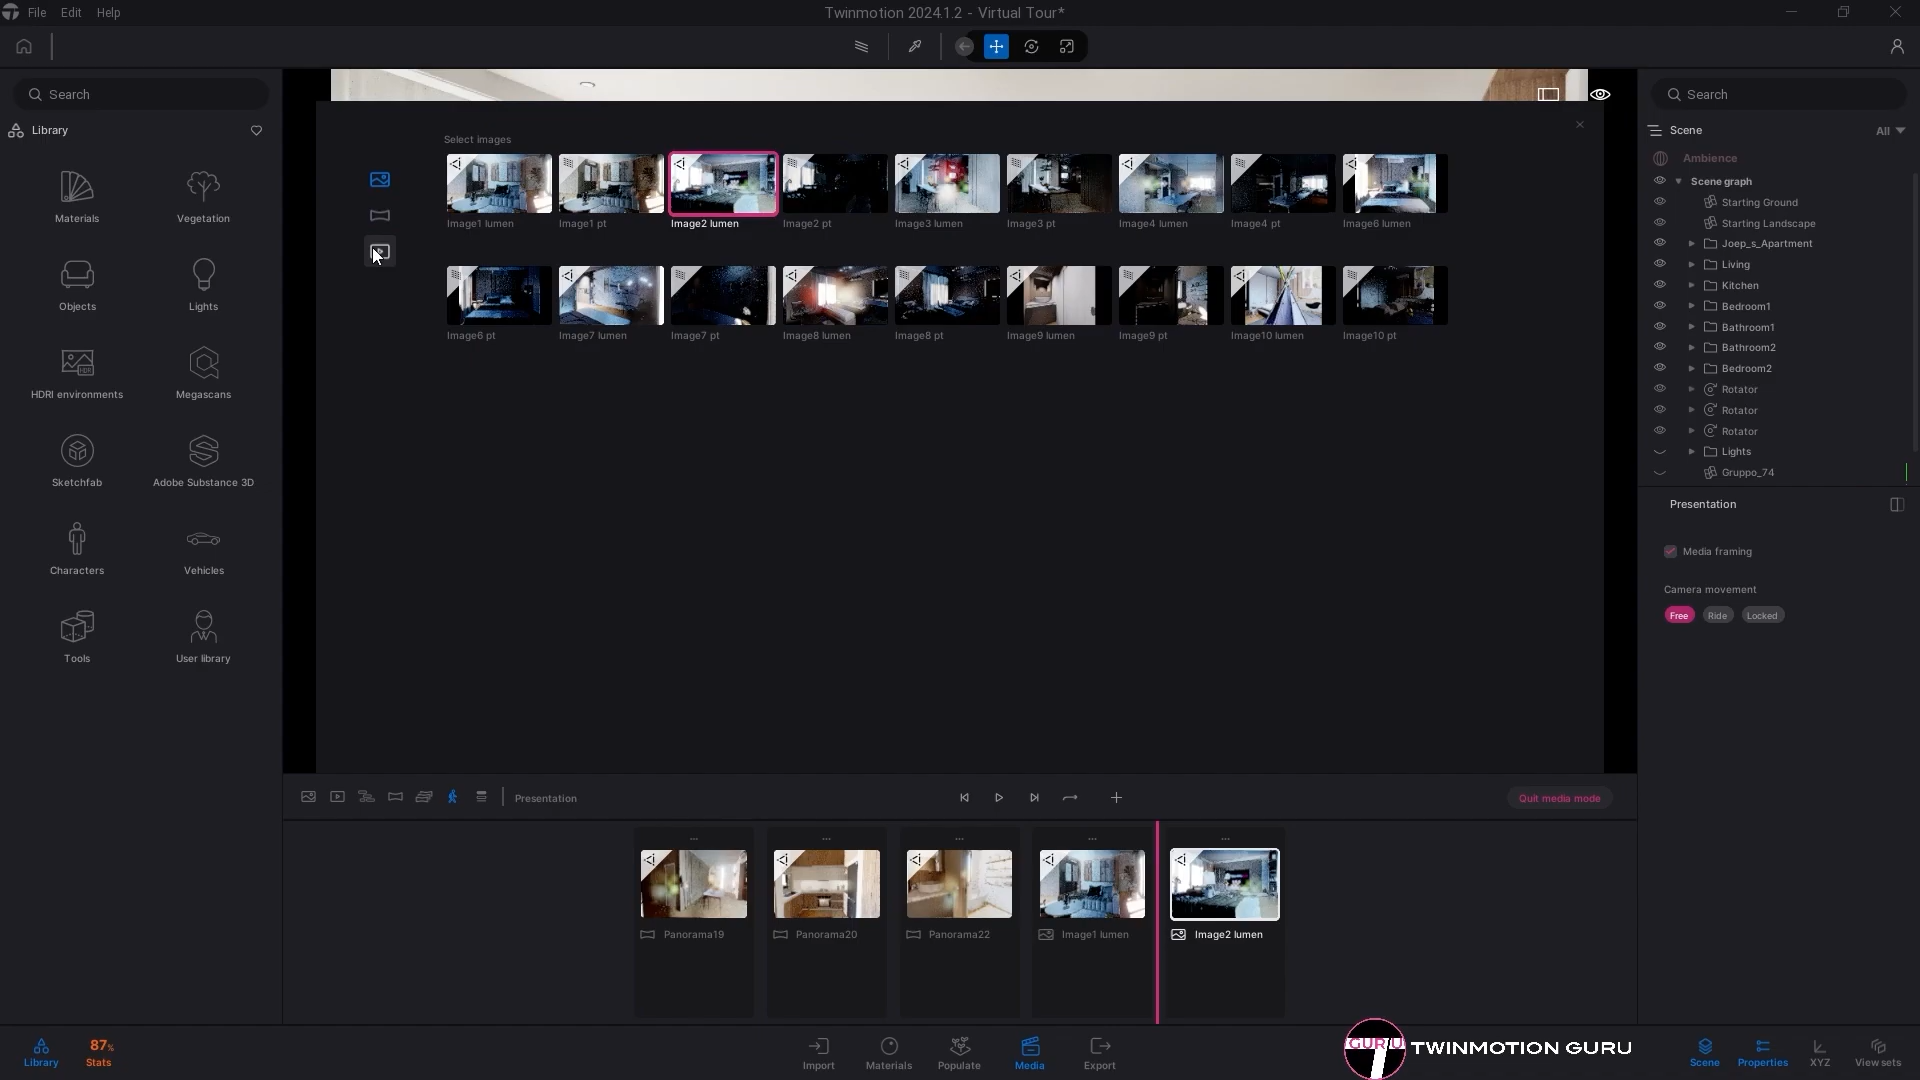 File Edit Help
Twinmotion 2024.1.2 - Virtual Tour*
Search
Library
Materials
Vegetation
Objects
Lights
HDRI environments
Megascans
Sketchfab
Adobe Substance 3D
Characters
Vehicles
Tools
User library
Select images
Image1 lumen
Image1 pt
Image2 lumen
Image2 pt
Image3 lumen
Image3 pt
Image4 lumen
Image4 pt
Image6 lumen
Image6 pt
Image7 lumen
Image7 pt
Image8 lumen
Image8 pt
Image9 lumen
Image9 pt
Image10 lumen
Image10 pt
Search
Scene
All
Ambience
Scene graph
Starting Ground
Starting Landscape
Joep_s_Apartment
Living
Kitchen
Bedroom1
Bathroom1
Bathroom2
Bedroom2
Rotator
Rotator
Rotator
Lights
Gruppo_74
Presentation
Media framing
Camera movement
Free Ride Locked
Presentation
Quit media mode
Panorama19
Panorama20
Panorama22
Image1 lumen
Image2 lumen
Library
87%
Stats
Import
Materials
Populate
Media
Export
GURU
TWINMOTION GURU
Scene
Properties
XYZ
View sets